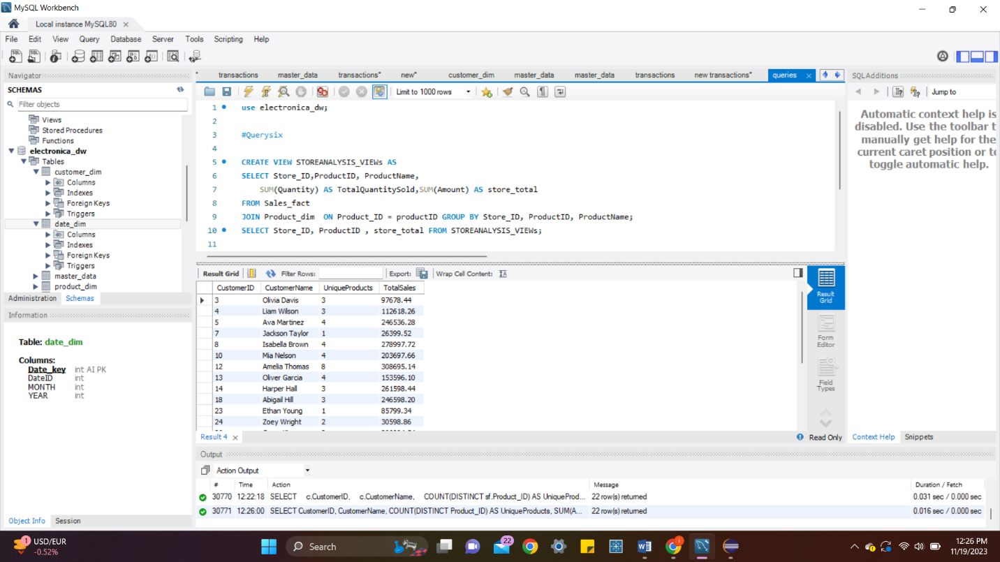 MySQL Workbench
Local instance MySQL80
File Edit View Query Database Server Tools Scripting Help
Navigator
SCHEMAS
Filter objects
Views
Stored Procedures
Functions
electronica_dw
Tables
customer_dim
Columns
Indexes
Foreign Keys
Triggers
date_dim
Columns
Indexes
Foreign Keys
Triggers
master_data
product_dim
Administration Schemas
Information
Table: date_dim
Columns:
Date_key int AI PK
DateID int
MONTH int
YEAR int
Object Info Session
transactions master_data transactions* new* customer_dim master_data master_data transactions new transactions* queries
Limit to 1000 rows
1 use electronica_dw;
2
3 #Querysix
4
5 CREATE VIEW STOREANALYSIS_VIEWs AS
6 SELECT Store_ID,ProductID, ProductName,
7 SUM(Quantity) AS TotalQuantitySold,SUM(Amount) AS store_total
8 FROM Sales_fact
9 JOIN Product_dim ON Product_ID = productID GROUP BY Store_ID, ProductID, ProductName;
10 SELECT Store_ID, ProductID , store_total FROM STOREANALYSIS_VIEWs;
11
Result Grid Filter Rows: Export: Wrap Cell Content:
CustomerID CustomerName UniqueProducts TotalSales
3 Olivia Davis 3 97678.44
4 Liam Wilson 3 112618.26
5 Ava Martinez 4 246536.28
7 Jackson Taylor 1 26399.52
8 Isabella Brown 4 278997.72
10 Mia Nelson 4 203697.66
12 Amelia Thomas 8 308695.14
13 Oliver Garcia 4 153596.10
14 Harper Hall 3 261598.44
18 Abigail Hill 3 246598.20
23 Ethan Young 1 85799.34
24 Zoey Wright 2 30598.86
Result Grid
Form Editor
Field Types
Result 4 Read Only
SQLAdditions
Jump to
Automatic context help is
disabled. Use the toolbar t
manually get help for the
current caret position or to
toggle automatic help.
Context Help Snippets
Output
Action Output
# Time Action Message Duration / Fetch
30770 12:22:18 SELECT c.CustomerID, c.CustomerName, COUNT(DISTINCT sf.Product_ID) AS UniqueProd... 22 row(s) returned 0.031 sec / 0.000 sec
30771 12:26:00 SELECT CustomerID, CustomerName, COUNT(DISTINCT Product_ID) AS UniqueProducts, SUM(A... 22 row(s) returned 0.016 sec / 0.000 sec
1 USD/EUR
-0.52%
Search
22
12:26 PM
11/19/2023